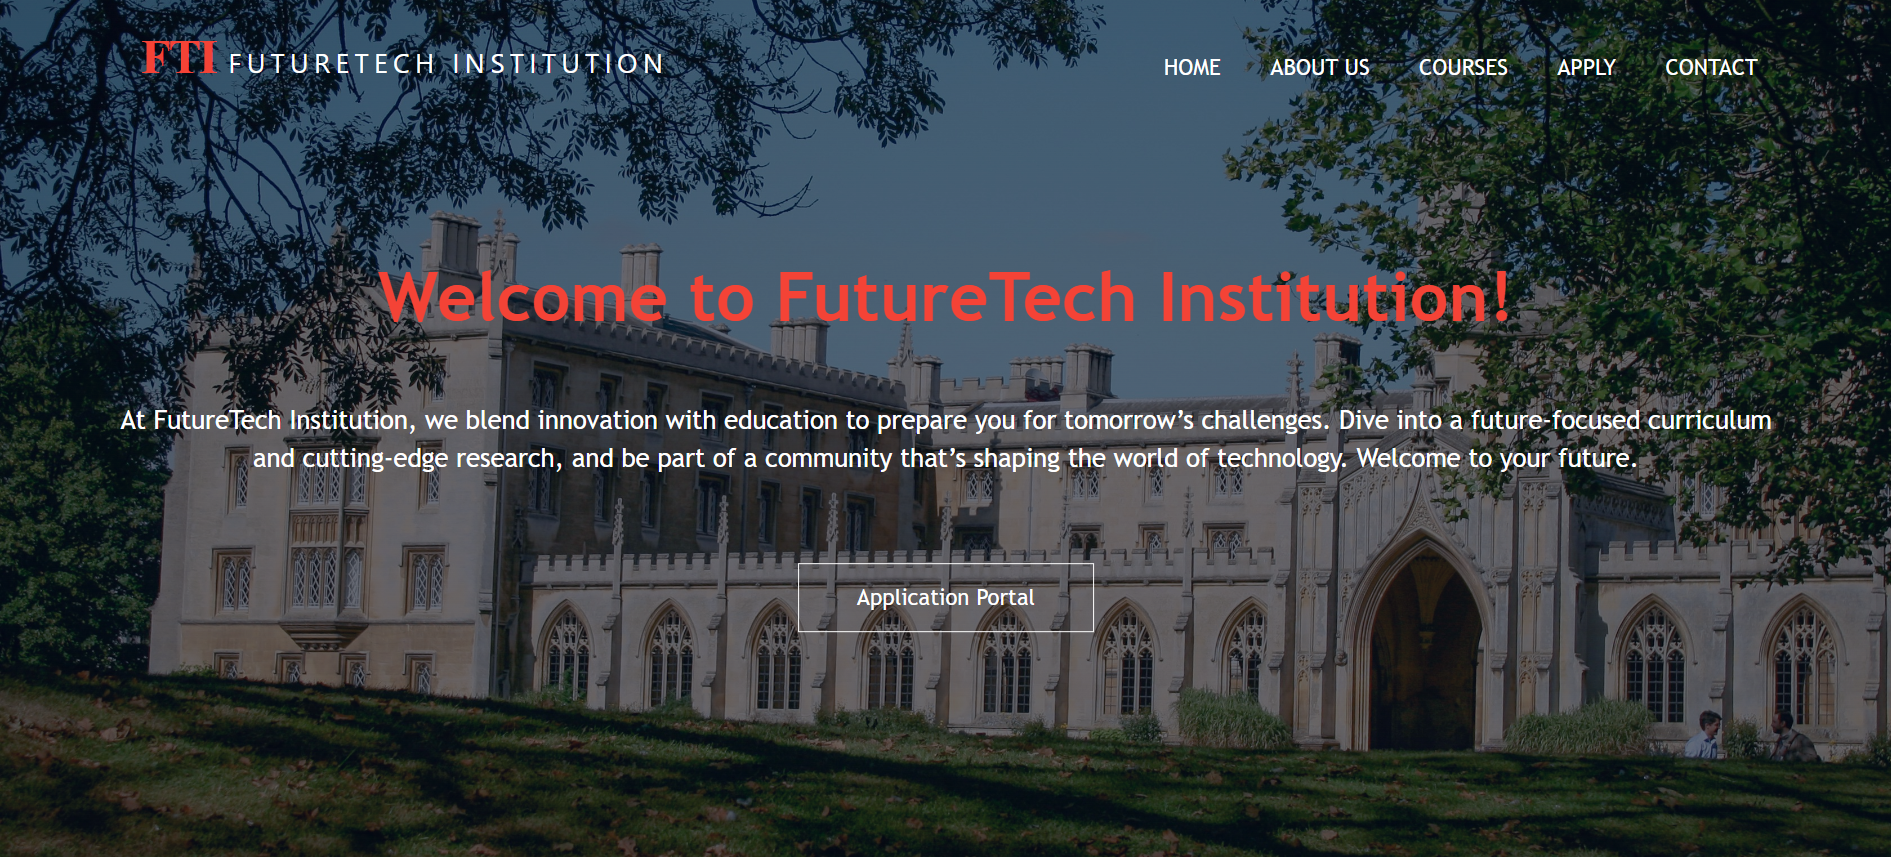 FTI FUTURETECH INSTITUTION
HOME ABOUT US COURSES APPLY CONTACT
Welcome to FutureTech Institution!
At FutureTech Institution, we blend innovation with education to prepare you for tomorrow’s challenges. Dive into a future-focused curriculum
and cutting-edge research, and be part of a community that’s shaping the world of technology. Welcome to your future.
Application Portal